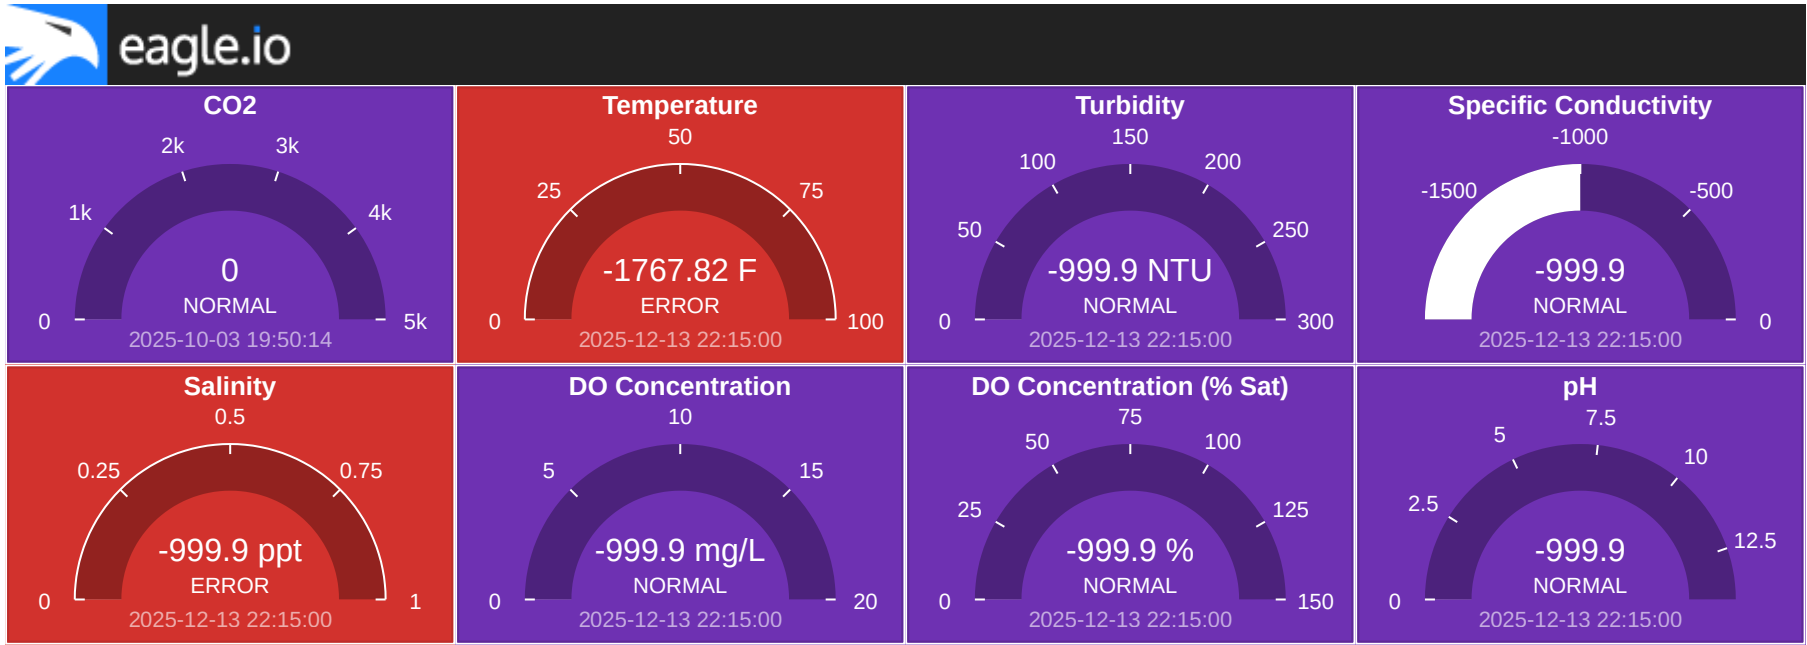 eagle.io
CO2
2k 3k
1k 4k
0
NORMAL
0 5k
2025-10-03 19:50:14
Temperature
50
25 75
-1767.82 F
ERROR
0 100
2025-12-13 22:15:00
Turbidity
150
100 200
50 250
-999.9 NTU
NORMAL
0 300
2025-12-13 22:15:00
Specific Conductivity
-1000
-1500 -500
-999.9
NORMAL
0
2025-12-13 22:15:00
Salinity
0.5
0.25 0.75
-999.9 ppt
ERROR
0 1
2025-12-13 22:15:00
DO Concentration
10
5 15
-999.9 mg/L
NORMAL
0 20
2025-12-13 22:15:00
DO Concentration (% Sat)
75
50 100
25 125
-999.9 %
NORMAL
0 150
2025-12-13 22:15:00
pH
7.5
5 10
2.5 12.5
-999.9
NORMAL
0
2025-12-13 22:15:00